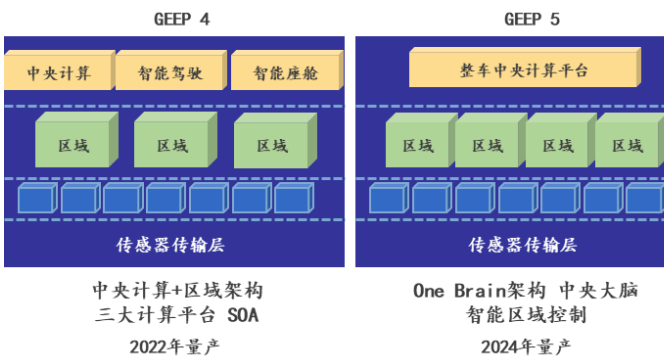 GEEP 4
中央计算
智能驾驶
智能座舱
区域
区域
区域
传感器传输层
中央计算+区域架构
三大计算平台 SOA
2022年量产
GEEP 5
整车中央计算平台
区域
区域
区域
区域
传感器传输层
One Brain架构 中央大脑
智能区域控制
2024年量产